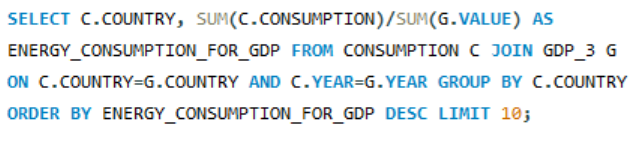 SELECT C.COUNTRY, SUM(C.CONSUMPTION)/SUM(G.VALUE) AS
ENERGY_CONSUMPTION_FOR_GDP FROM CONSUMPTION C JOIN GDP_3 G
ON C.COUNTRY=G.COUNTRY AND C.YEAR=G.YEAR GROUP BY C.COUNTRY
ORDER BY ENERGY_CONSUMPTION_FOR_GDP DESC LIMIT 10;